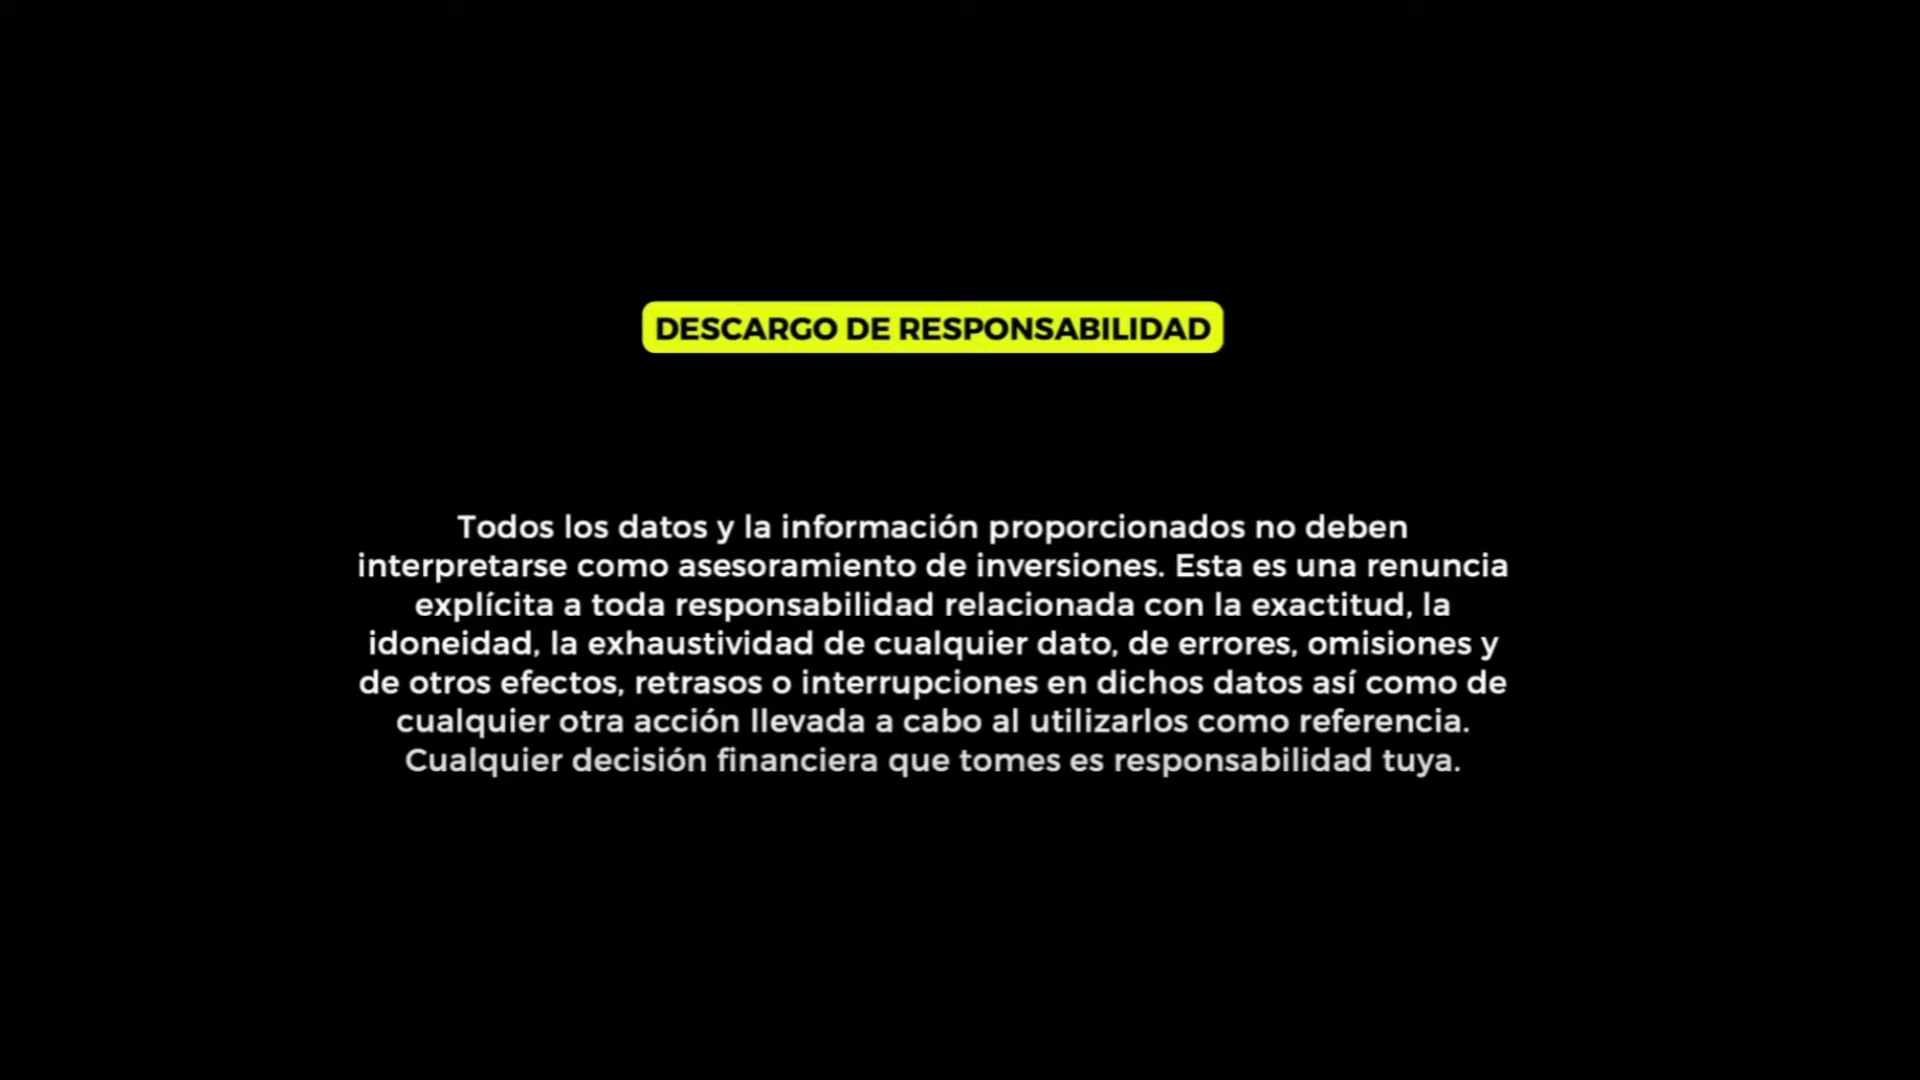 DESCARGO DE RESPONSABILIDAD
Todos los datos y la información proporcionados no deben
interpretarse como asesoramiento de inversiones. Esta es una renuncia
explícita a toda responsabilidad relacionada con la exactitud, la
idoneidad, la exhaustividad de cualquier dato, de errores, omisiones y
de otros efectos, retrasos o interrupciones en dichos datos así como de
cualquier otra acción llevada a cabo al utilizarlos como referencia.
Cualquier decisión financiera que tomes es responsabilidad tuya.